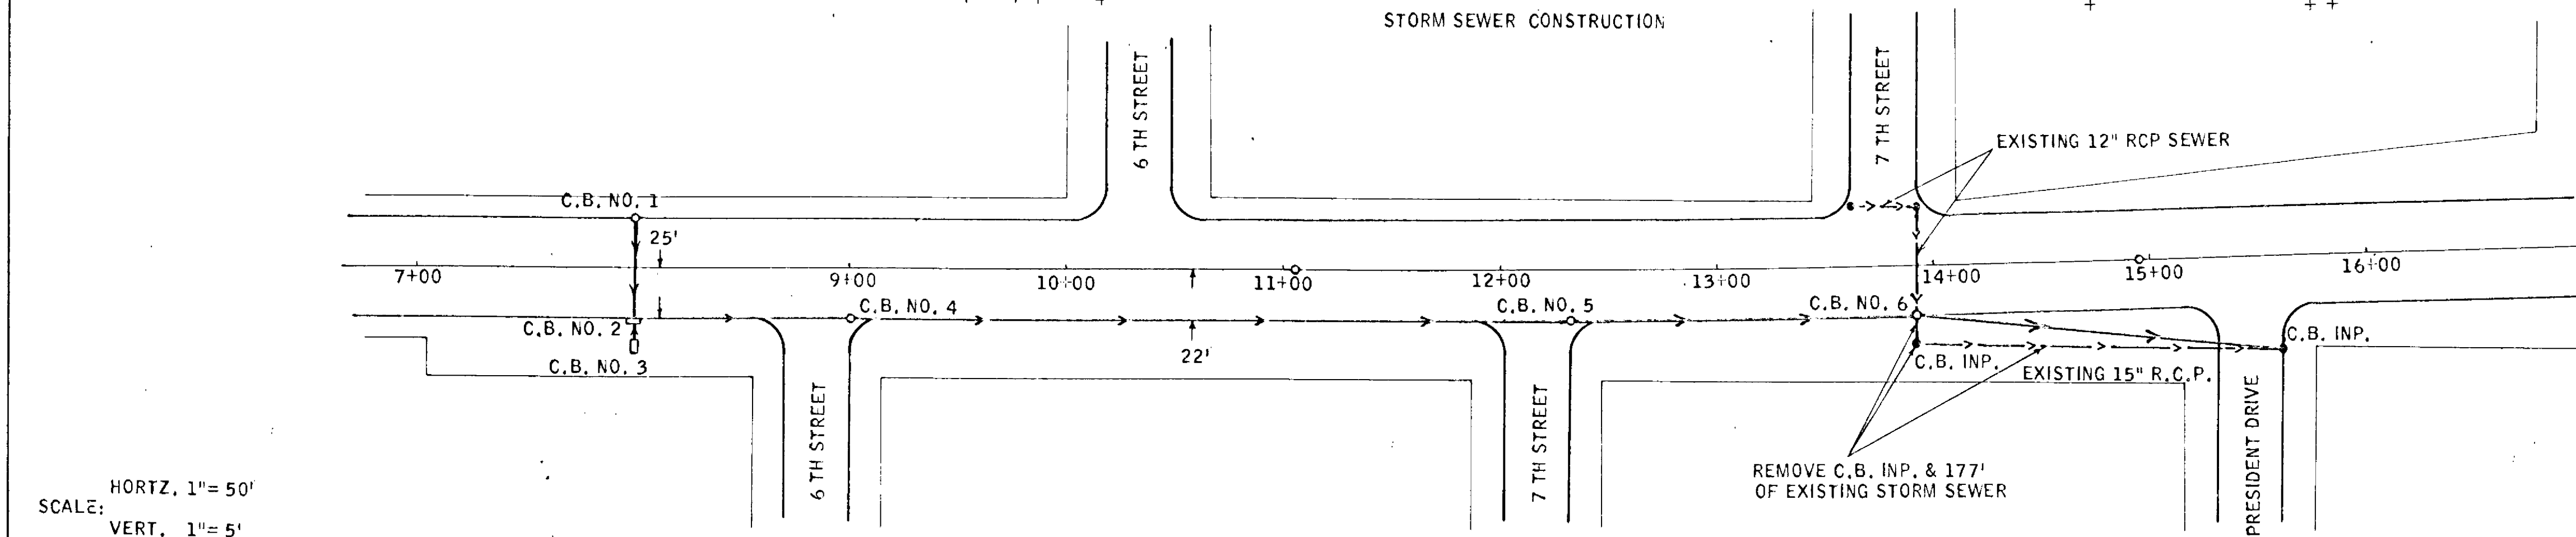 STORM SEWER CONSTRUCTION
6 TH STREET
7 TH STREET
EXISTING 12" RCP SEWER
C.B. NO. 1
25'
7+00
9+00
10+00
11+00
12+00
13+00
14+00
15+00
16+00
C.B. NO. 2
C.B. NO. 4
C.B. NO. 5
C.B. NO. 6
C.B. INP.
22'
C.B. NO. 3
C.B. INP.
EXISTING 15" R.C.P.
6 TH STREET
7 TH STREET
PRESIDENT DRIVE
REMOVE C.B. INP. & 177'
OF EXISTING STORM SEWER
SCALE:
HORTZ. 1"= 50'
VERT. 1"= 5'